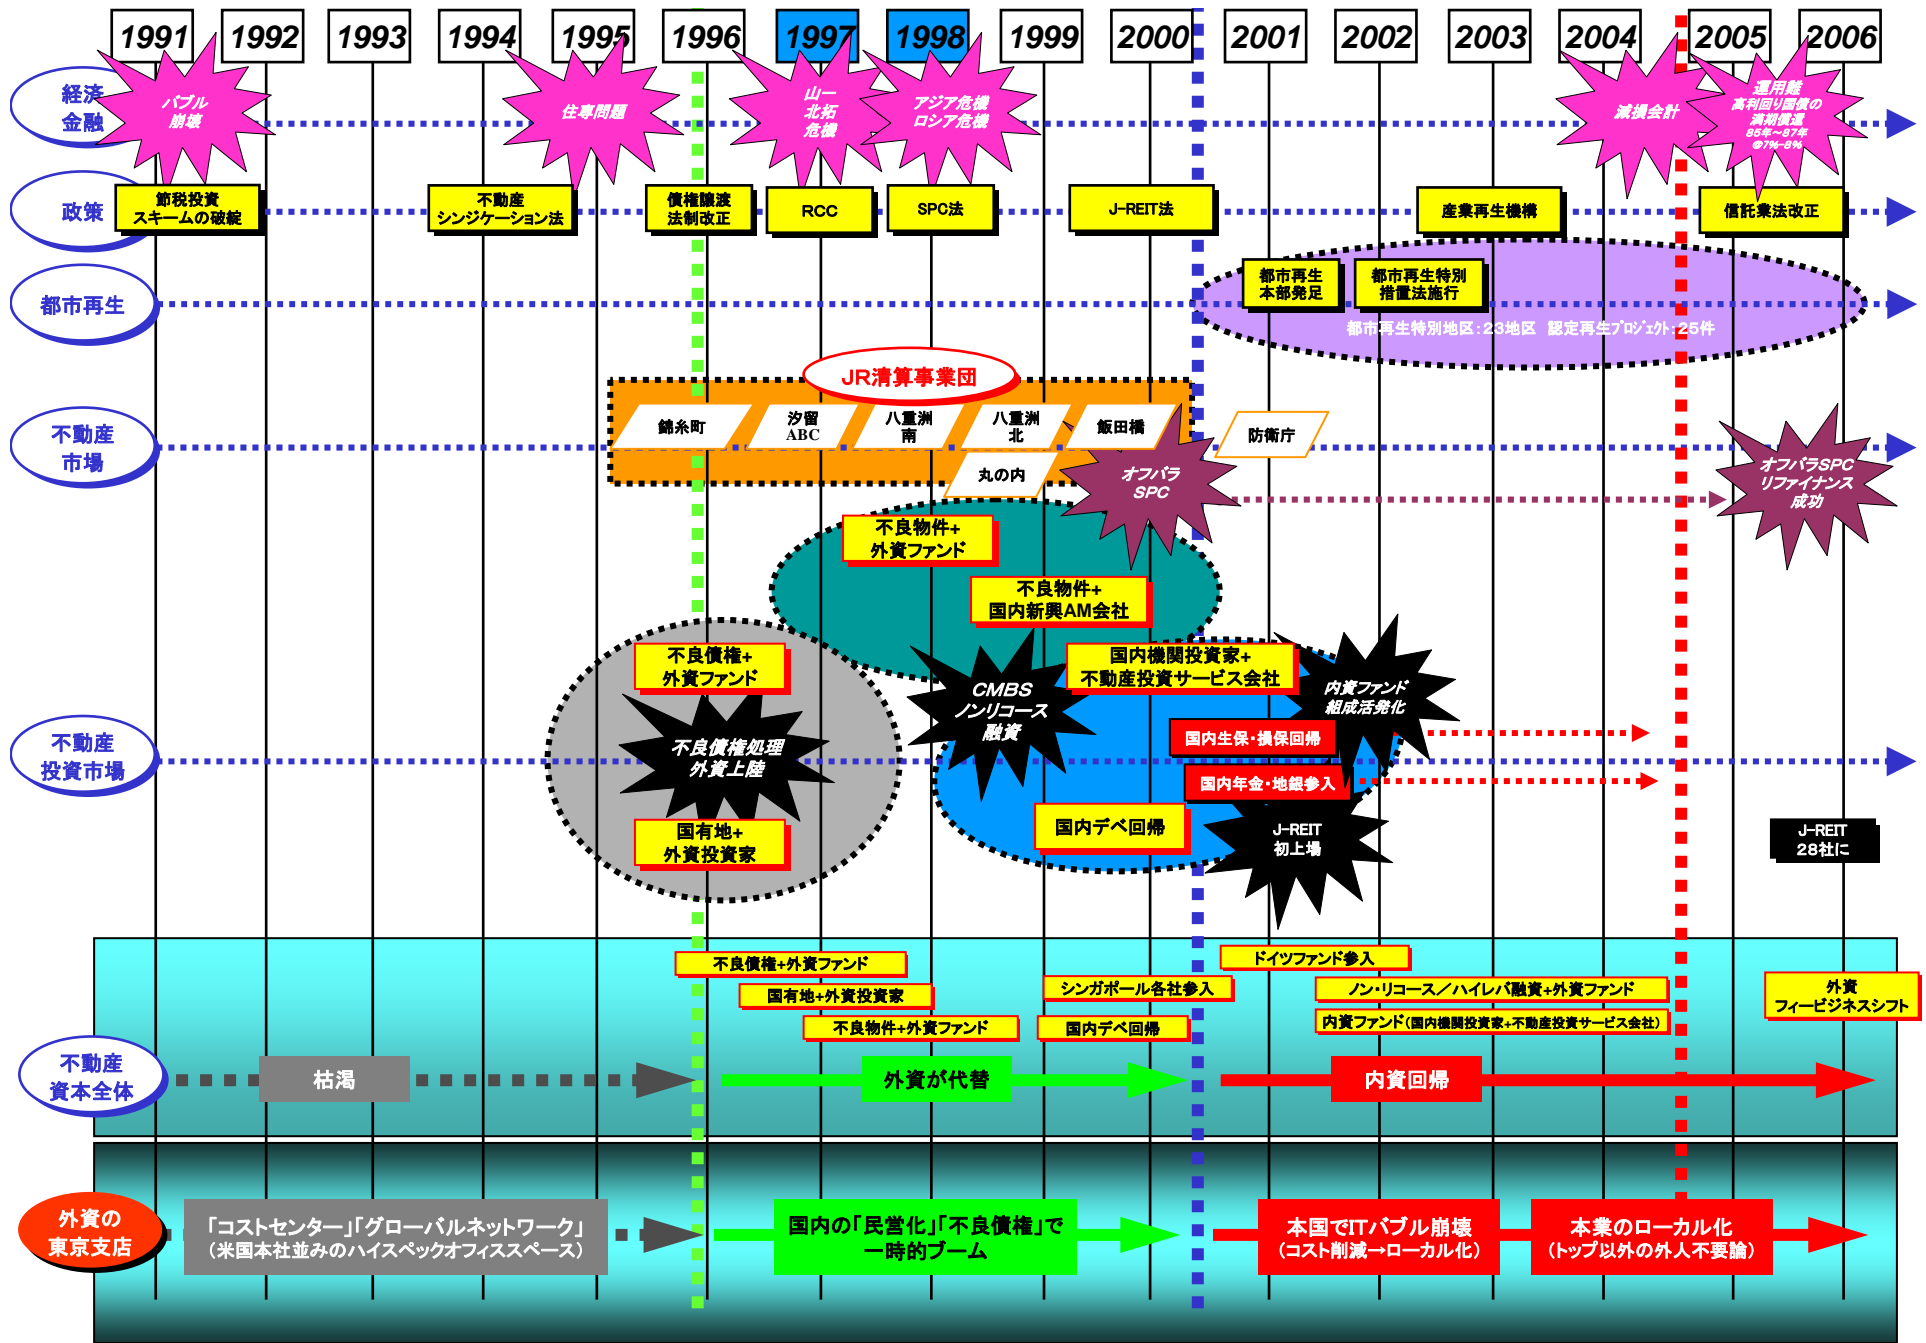 1991
1992
1993
1994
1995
1996
1997
1998
1999
2000
2001
2002
2003
2004
2005
2006
経済
金融
バブル
崩壊
住専問題
山一
北拓
危機
アジア危機
ロシア危機
減損会計
運用難
高利回り国債の
満期償還
85年～87年
@7%-8%
政策
節税投資
スキームの破綻
不動産
シンジケーション法
債権譲渡
法制改正
RCC
SPC法
J-REIT法
産業再生機構
信託業法改正
都市再生
都市再生
本部発足
都市再生特別
措置法施行
都市再生特別地区：23地区 認定再生ﾌﾟﾛｼﾞｪｸﾄ：25件
不動産
市場
JR清算事業団
錦糸町
汐留
ABC
八重洲
南
八重洲
北
飯田橋
防衛庁
丸の内
オフバラ
SPC
オフバラSPC
リファイナンス
成功
不動産
投資市場
不良物件+
外資ファンド
不良物件+
国内新興AM会社
不良債権+
外資ファンド
不良債権処理
外資上陸
国有地+
外資投資家
CMBS
ノンリコース
融資
国内機関投資家+
不動産投資サービス会社
内資ファンド
組成活発化
国内生保・損保回帰
国内年金・地銀参入
国内デベ回帰
J-REIT
初上場
J-REIT
28社に
不動産
資本全体
不良債権+外資ファンド
国有地+外資投資家
不良物件+外資ファンド
シンガポール各社参入
国内デベ回帰
ドイツファンド参入
ノン・リコース／ハイレバ融資+外資ファンド
内資ファンド（国内機関投資家+不動産投資サービス会社）
外資
フィービジネスシフト
枯渇
外資が代替
内資回帰
外資の
東京支店
「コストセンター」「グローバルネットワーク」
（米国本社並みのハイスペックオフィススペース）
国内の「民営化」「不良債権」で
一時的ブーム
本国でITバブル崩壊
（コスト削減→ローカル化）
本業のローカル化
（トップ以外の外人不要論）